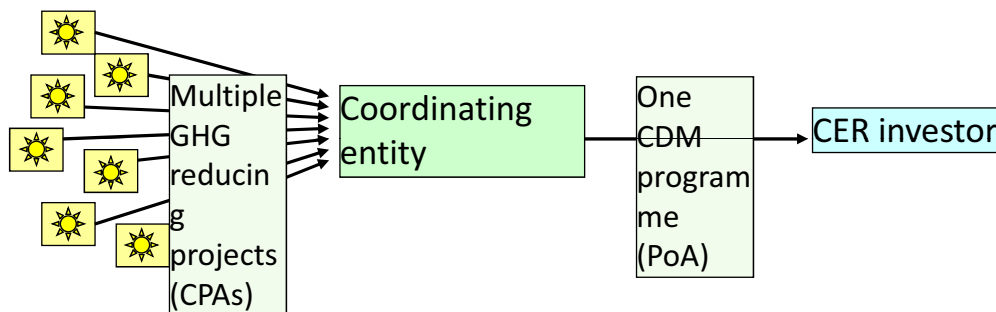 Multiple
GHG
reducin
g
projects
(CPAs)
Coordinating
entity
One
CDM
program
me
(PoA)
CER investor